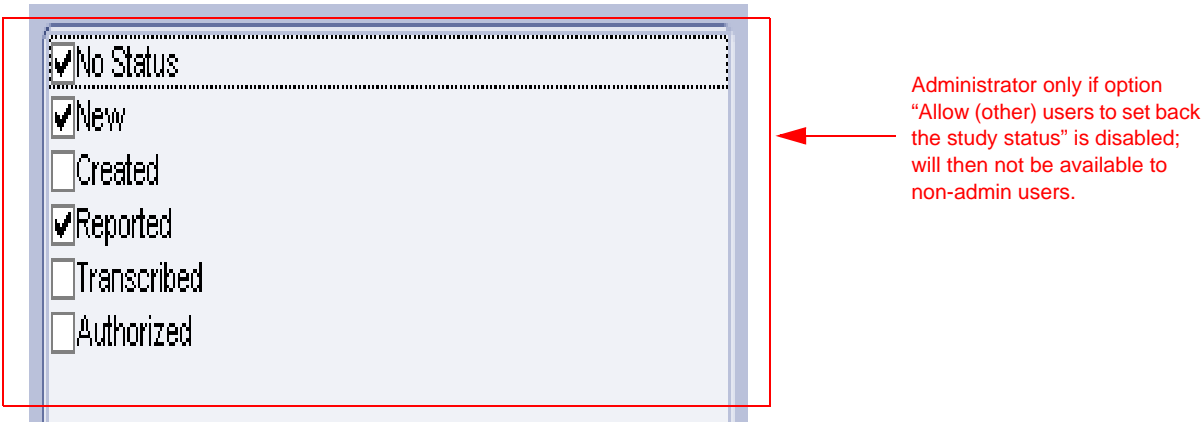 No Status
New
Created
Reported
Transcribed
Authorized
Administrator only if option
“Allow (other) users to set back
the study status” is disabled;
will then not be available to
non-admin users.